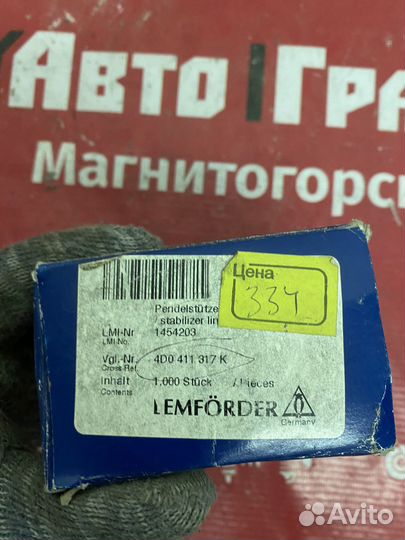 Авто ГРА
Магнитогорс
Pendelstütze
/ stabilizer lin
Цена
334
LMI-Nr
1454203
LMI-No.
Vgl.-Nr.
4D0 411 317 K
Cross Ref.
Inhalt
1.000 Stück / Pieces
Contents
LEMFÖRDER
Germany
Avito